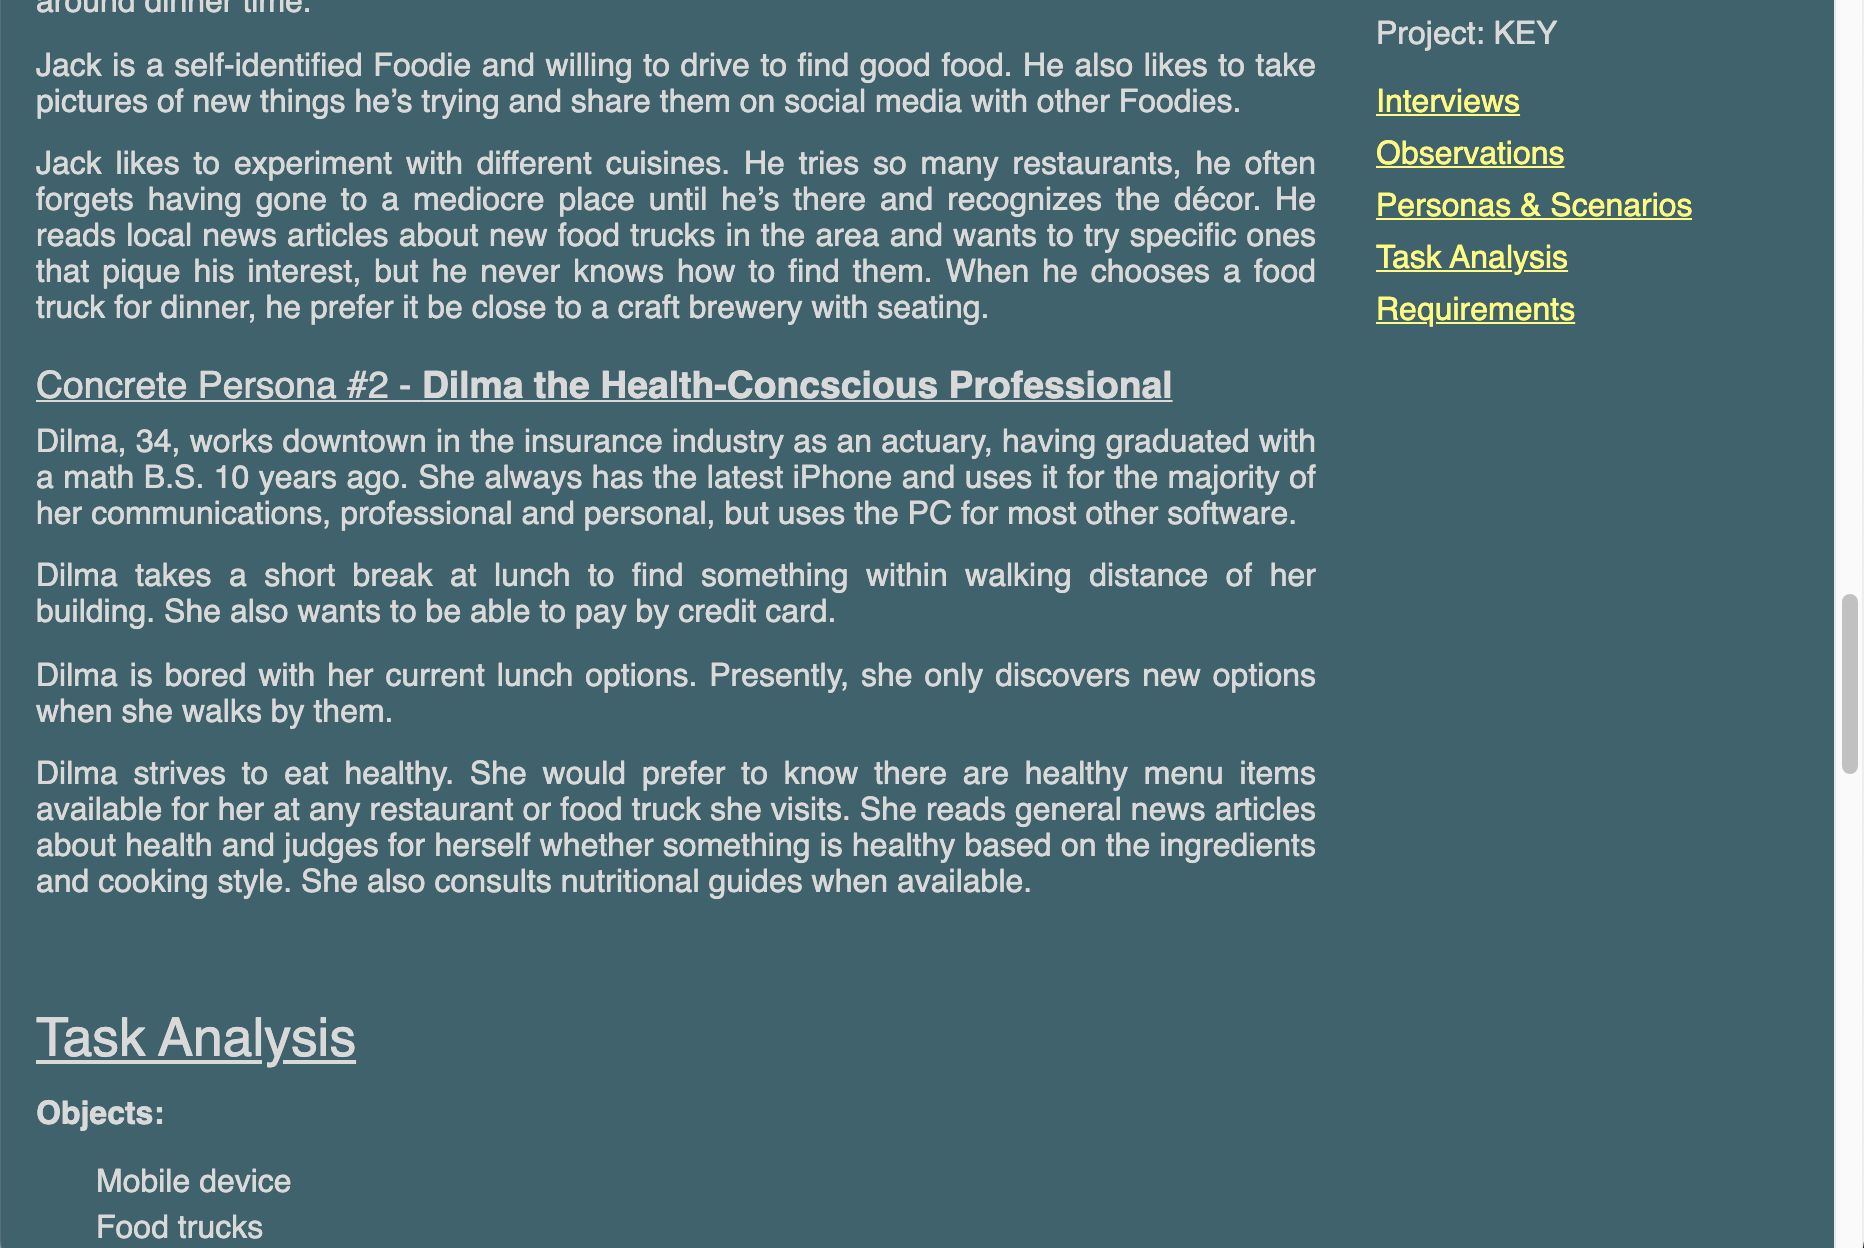 around dinner time.
Jack is a self-identified Foodie and willing to drive to find good food. He also likes to take
pictures of new things he’s trying and share them on social media with other Foodies.
Jack likes to experiment with different cuisines. He tries so many restaurants, he often
forgets having gone to a mediocre place until he’s there and recognizes the décor. He
reads local news articles about new food trucks in the area and wants to try specific ones
that pique his interest, but he never knows how to find them. When he chooses a food
truck for dinner, he prefer it be close to a craft brewery with seating.
Concrete Persona #2 - Dilma the Health-Concscious Professional
Dilma, 34, works downtown in the insurance industry as an actuary, having graduated with
a math B.S. 10 years ago. She always has the latest iPhone and uses it for the majority of
her communications, professional and personal, but uses the PC for most other software.
Dilma takes a short break at lunch to find something within walking distance of her
building. She also wants to be able to pay by credit card.
Dilma is bored with her current lunch options. Presently, she only discovers new options
when she walks by them.
Dilma strives to eat healthy. She would prefer to know there are healthy menu items
available for her at any restaurant or food truck she visits. She reads general news articles
about health and judges for herself whether something is healthy based on the ingredients
and cooking style. She also consults nutritional guides when available.
Task Analysis
Objects:
Mobile device
Food trucks
Project: KEY
Interviews
Observations
Personas & Scenarios
Task Analysis
Requirements